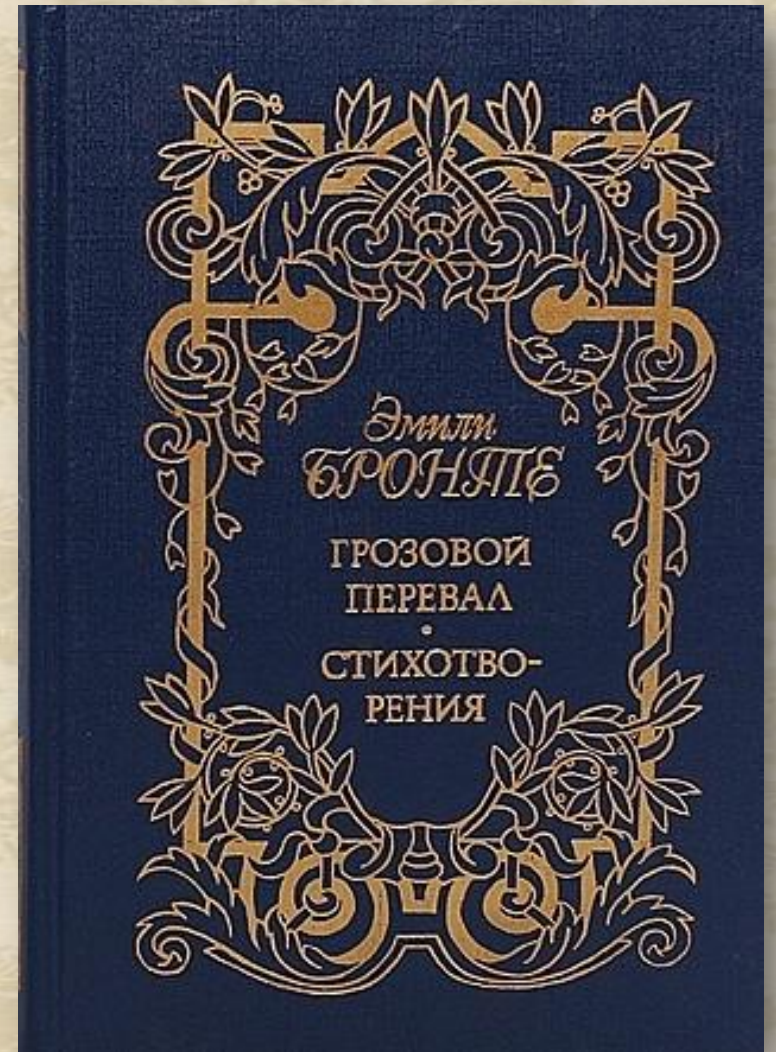 Эмили
БРОНТЕ
ГРОЗОВОЙ
ПЕРЕВАЛ
•
СТИХОТВО-
РЕНИЯ